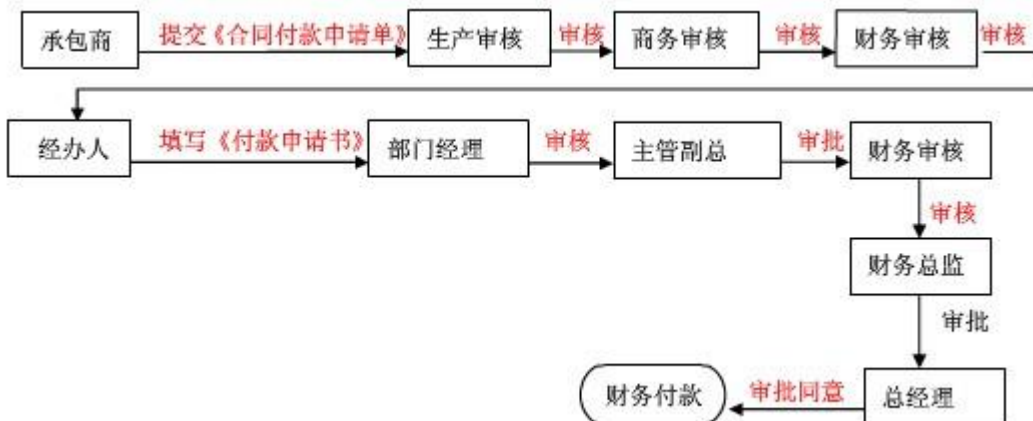 承包商 提交《合同付款申请单》 生产审核 审核 商务审核 审核 财务审核 审核
经办人 填写《付款申请书》 部门经理 审核 主管副总 审批 财务审核
审核
财务总监
审批
财务付款 审批同意 总经理